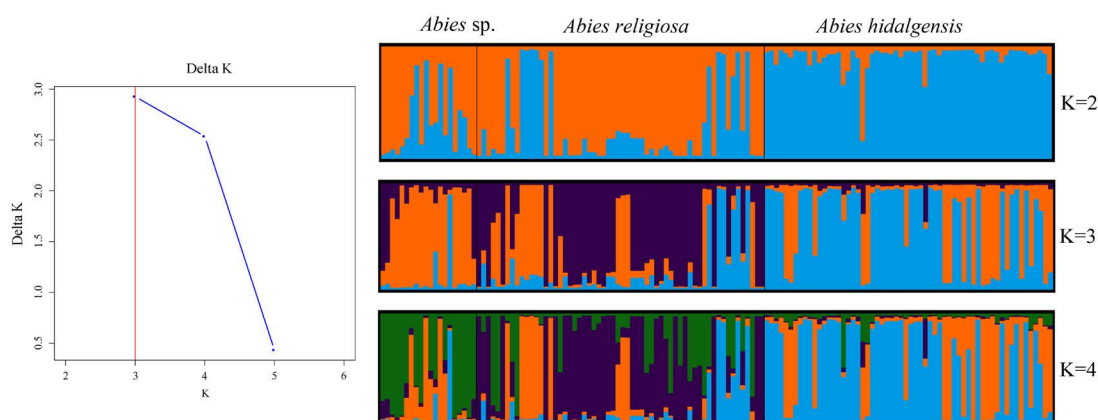 Delta K
Delta K
3.0
2.5
2.0
1.5
1.0
0.5
2 3 4 5 6
K
Abies sp. Abies religiosa Abies hidalgensis
K=2
K=3
K=4